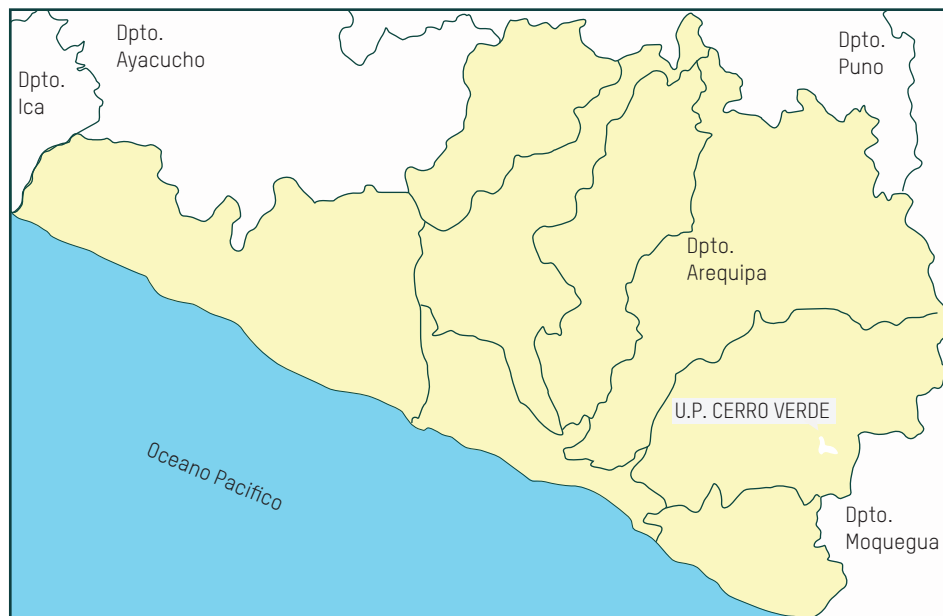 Dpto.
Ayacucho
Dpto.
Ica
Dpto.
Puno
Dpto.
Arequipa
U.P. CERRO VERDE
Oceano Pacifico
Dpto.
Moquegua